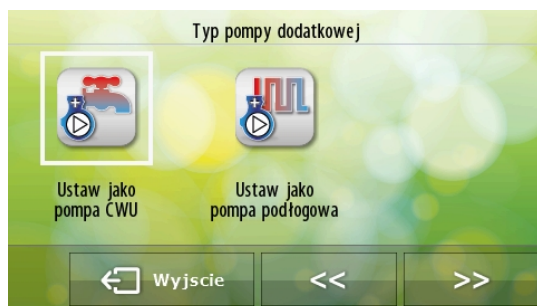 Typ pompy dodatkowej
Ustaw jako
pompa CWU
Ustaw jako
pompa podłogowa
Wyjscie
<<
>>